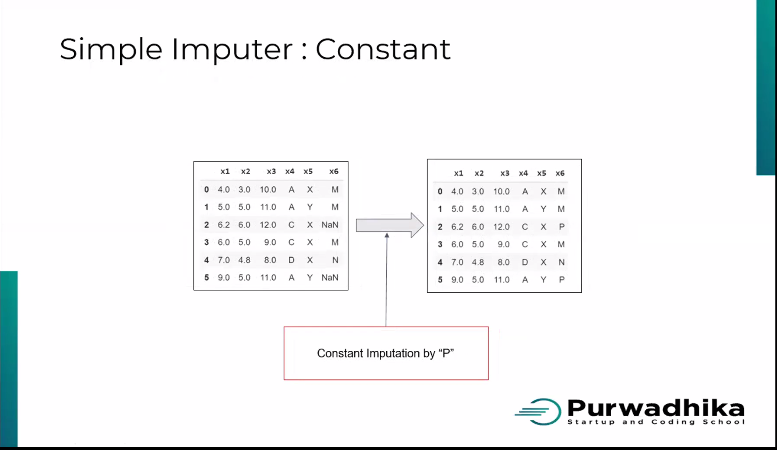 Simple Imputer : Constant
x1 x2 x3 x4 x5 x6
0 4.0 3.0 10.0 A X M
1 5.0 5.0 11.0 A Y M
2 6.2 6.0 12.0 C X NaN
3 6.0 5.0 9.0 C X M
4 7.0 4.8 8.0 D X N
5 9.0 5.0 11.0 A Y NaN
x1 x2 x3 x4 x5 x6
0 4.0 3.0 10.0 A X M
1 5.0 5.0 11.0 A Y M
2 6.2 6.0 12.0 C X P
3 6.0 5.0 9.0 C X M
4 7.0 4.8 8.0 D X N
5 9.0 5.0 11.0 A Y P
Constant Imputation by “P”
Purwadhika
Startup and Coding School